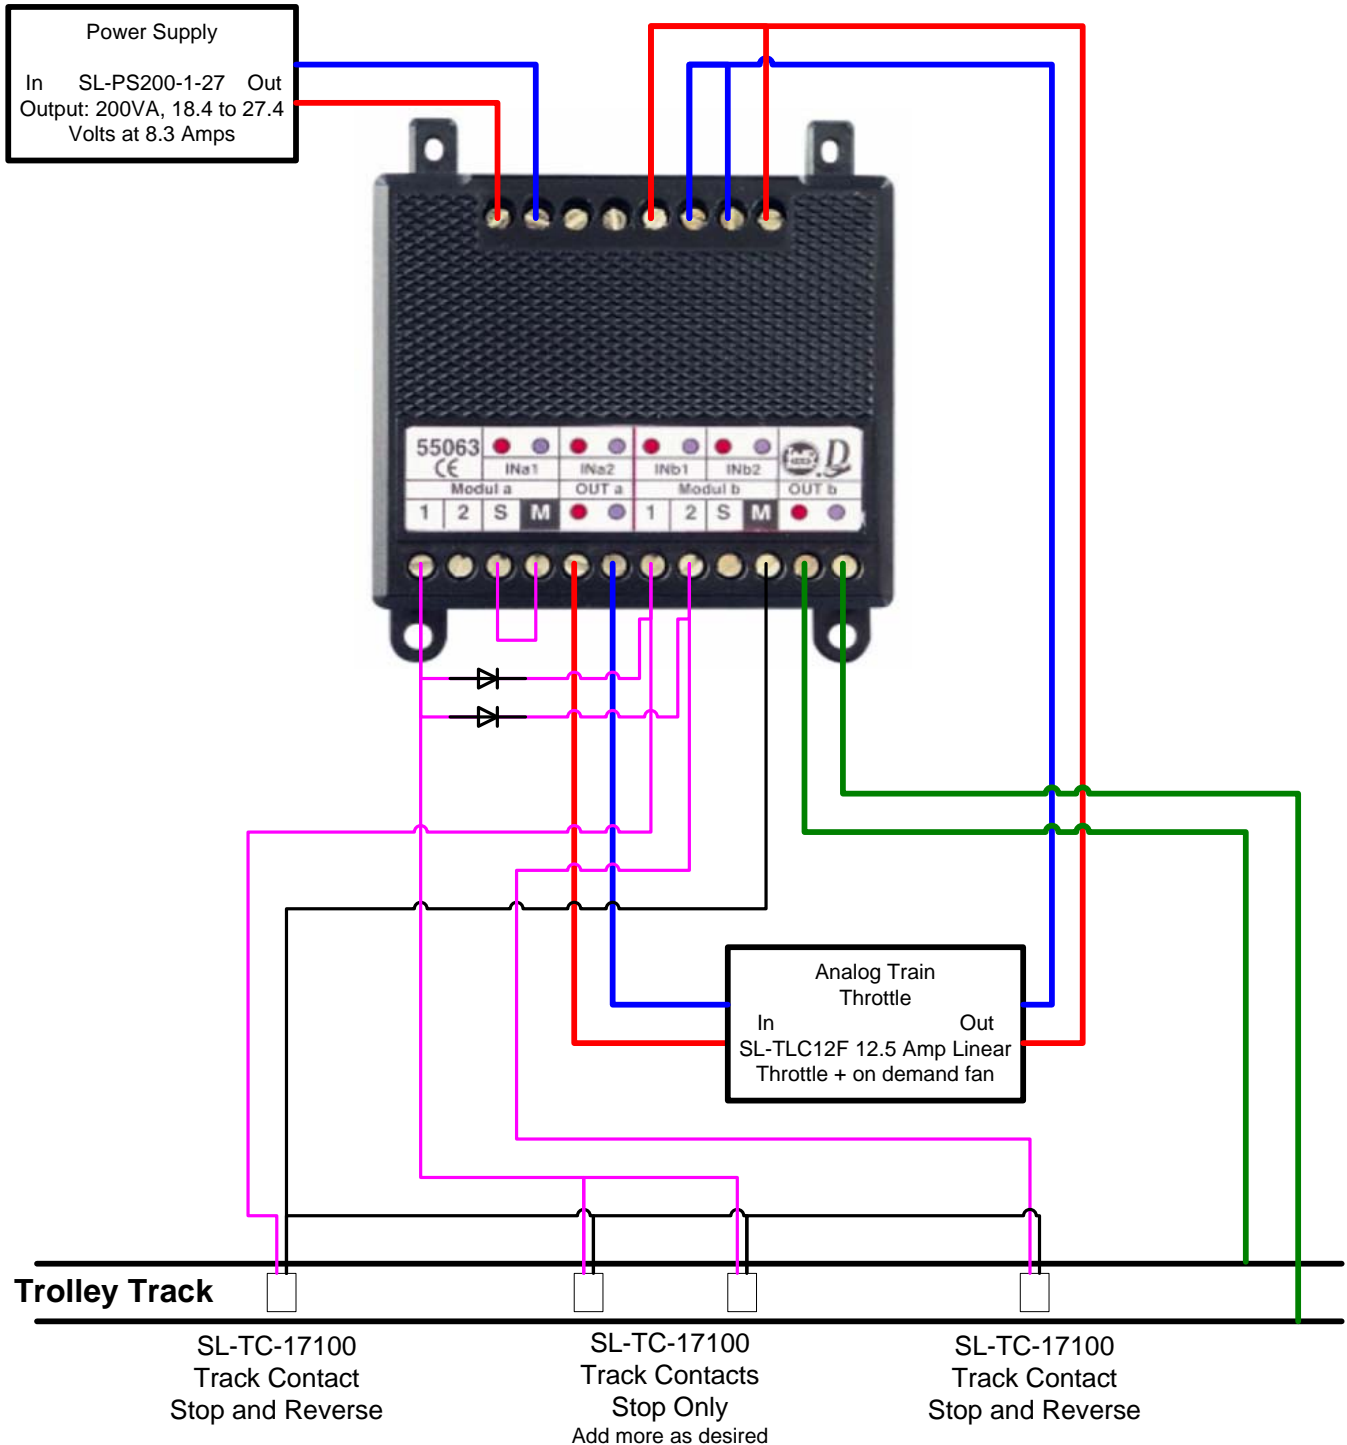 Power Supply
In SL-PS200-1-27 Out
Output: 200VA, 18.4 to 27.4
Volts at 8.3 Amps
55063
CE
INa1 INa2 INb1 INb2
Modul a OUT a Modul b OUT b
1 2 S M 1 2 S M
Analog Train
Throttle
In Out
SL-TLC12F 12.5 Amp Linear
Throttle + on demand fan
Trolley Track
SL-TC-17100
Track Contact
Stop and Reverse
SL-TC-17100
Track Contacts
Stop Only
Add more as desired
SL-TC-17100
Track Contact
Stop and Reverse